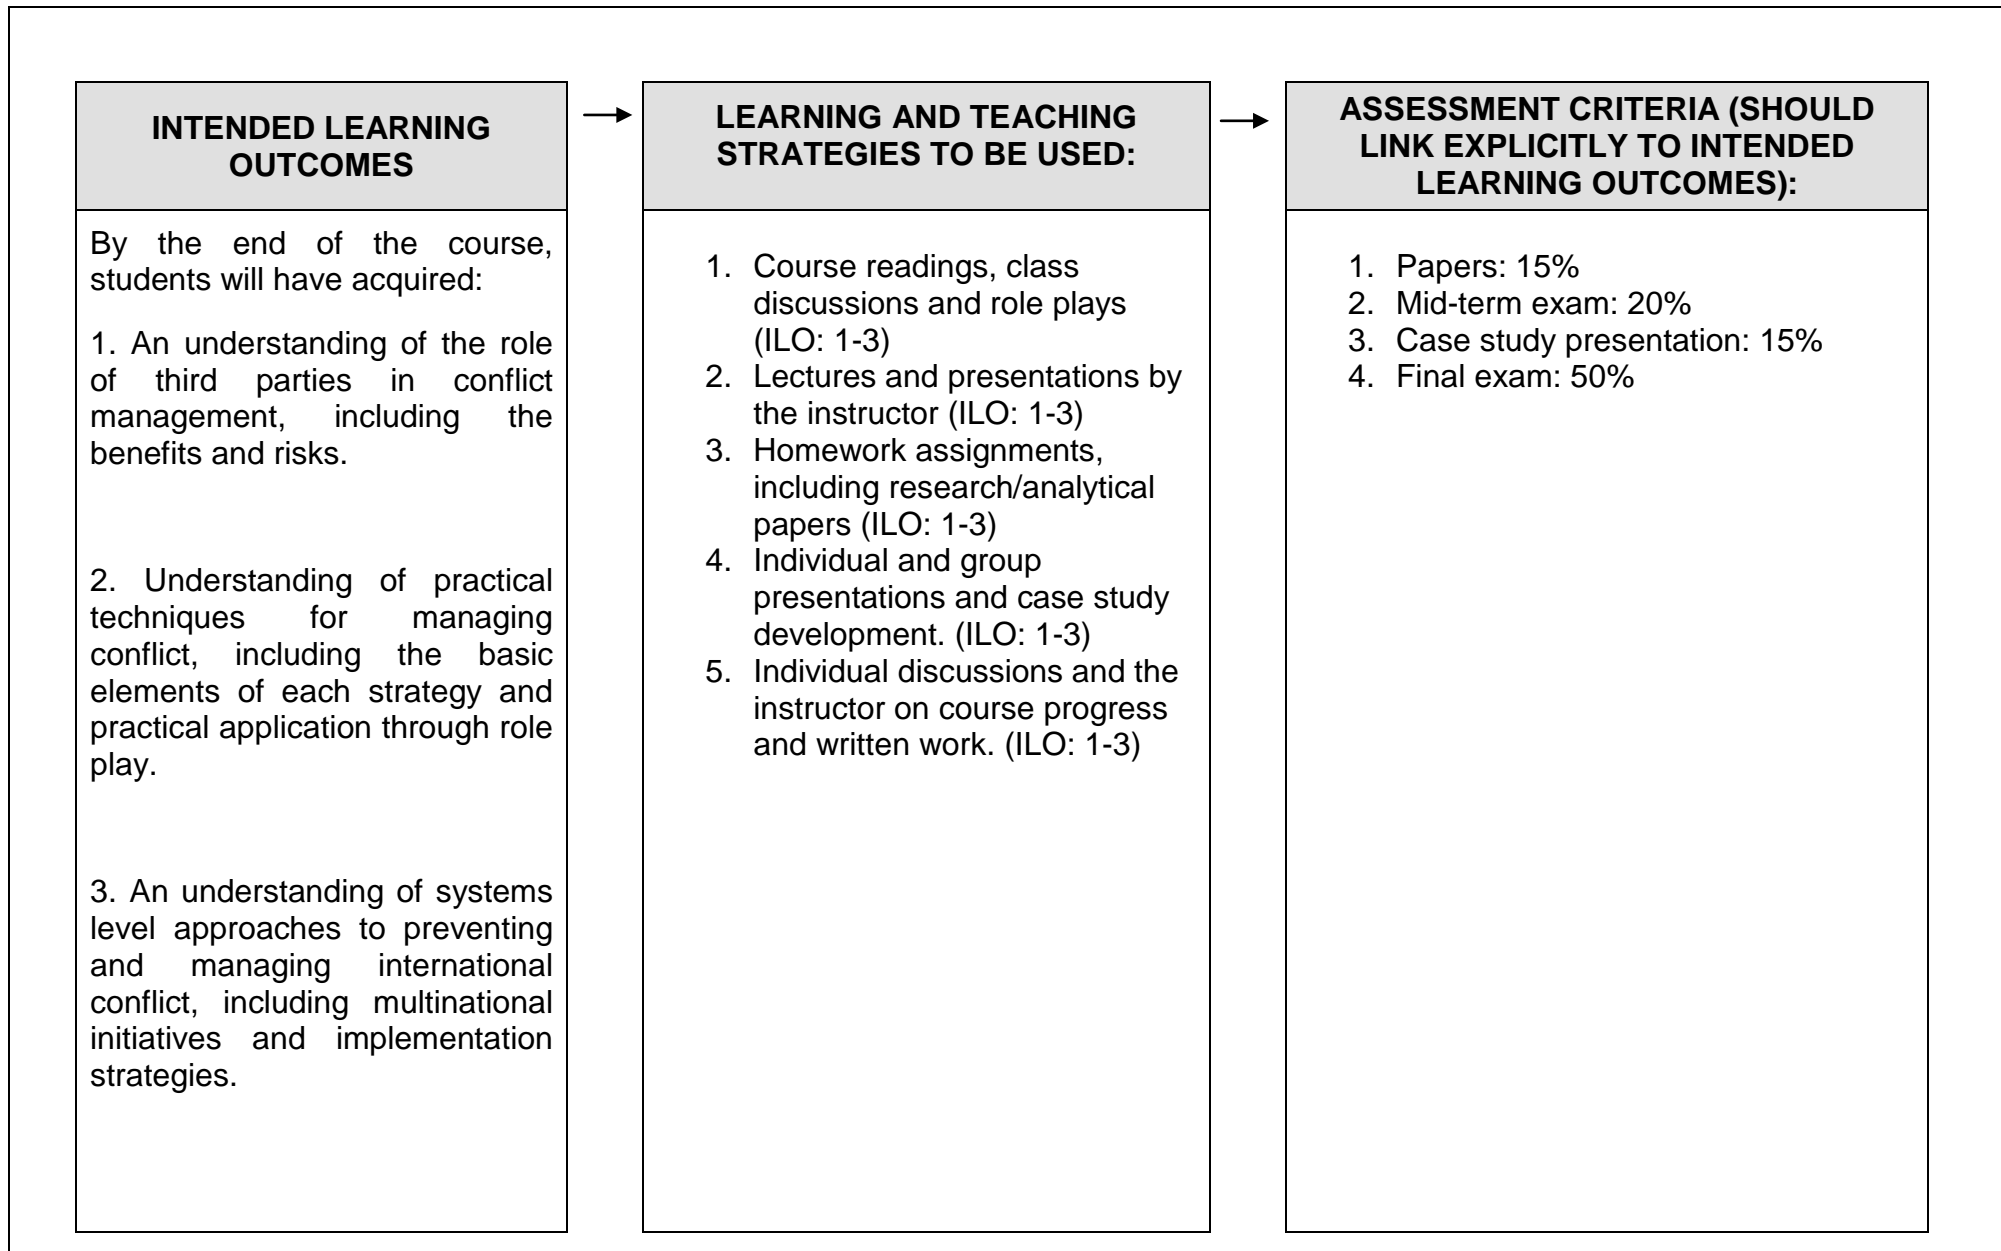 INTENDED LEARNING
OUTCOMES
By the end of the course,
students will have acquired:
1. An understanding of the role
of third parties in conflict
management, including the
benefits and risks.
2. Understanding of practical
techniques for managing
conflict, including the basic
elements of each strategy and
practical application through role
play.
3. An understanding of systems
level approaches to preventing
and managing international
conflict, including multinational
initiatives and implementation
strategies.
LEARNING AND TEACHING
STRATEGIES TO BE USED:
1. Course readings, class
discussions and role plays
(ILO: 1-3)
2. Lectures and presentations by
the instructor (ILO: 1-3)
3. Homework assignments,
including research/analytical
papers (ILO: 1-3)
4. Individual and group
presentations and case study
development. (ILO: 1-3)
5. Individual discussions and the
instructor on course progress
and written work. (ILO: 1-3)
ASSESSMENT CRITERIA (SHOULD
LINK EXPLICITLY TO INTENDED
LEARNING OUTCOMES):
1. Papers: 15%
2. Mid-term exam: 20%
3. Case study presentation: 15%
4. Final exam: 50%